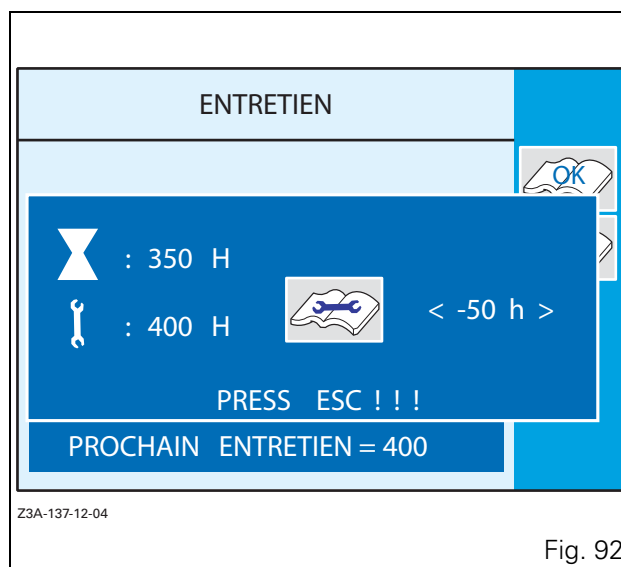 ENTRETIEN
OK
: 350 H
: 400 H
< -50 h >
PRESS ESC ! ! !
PROCHAIN ENTRETIEN = 400
Z3A-137-12-04
Fig. 92